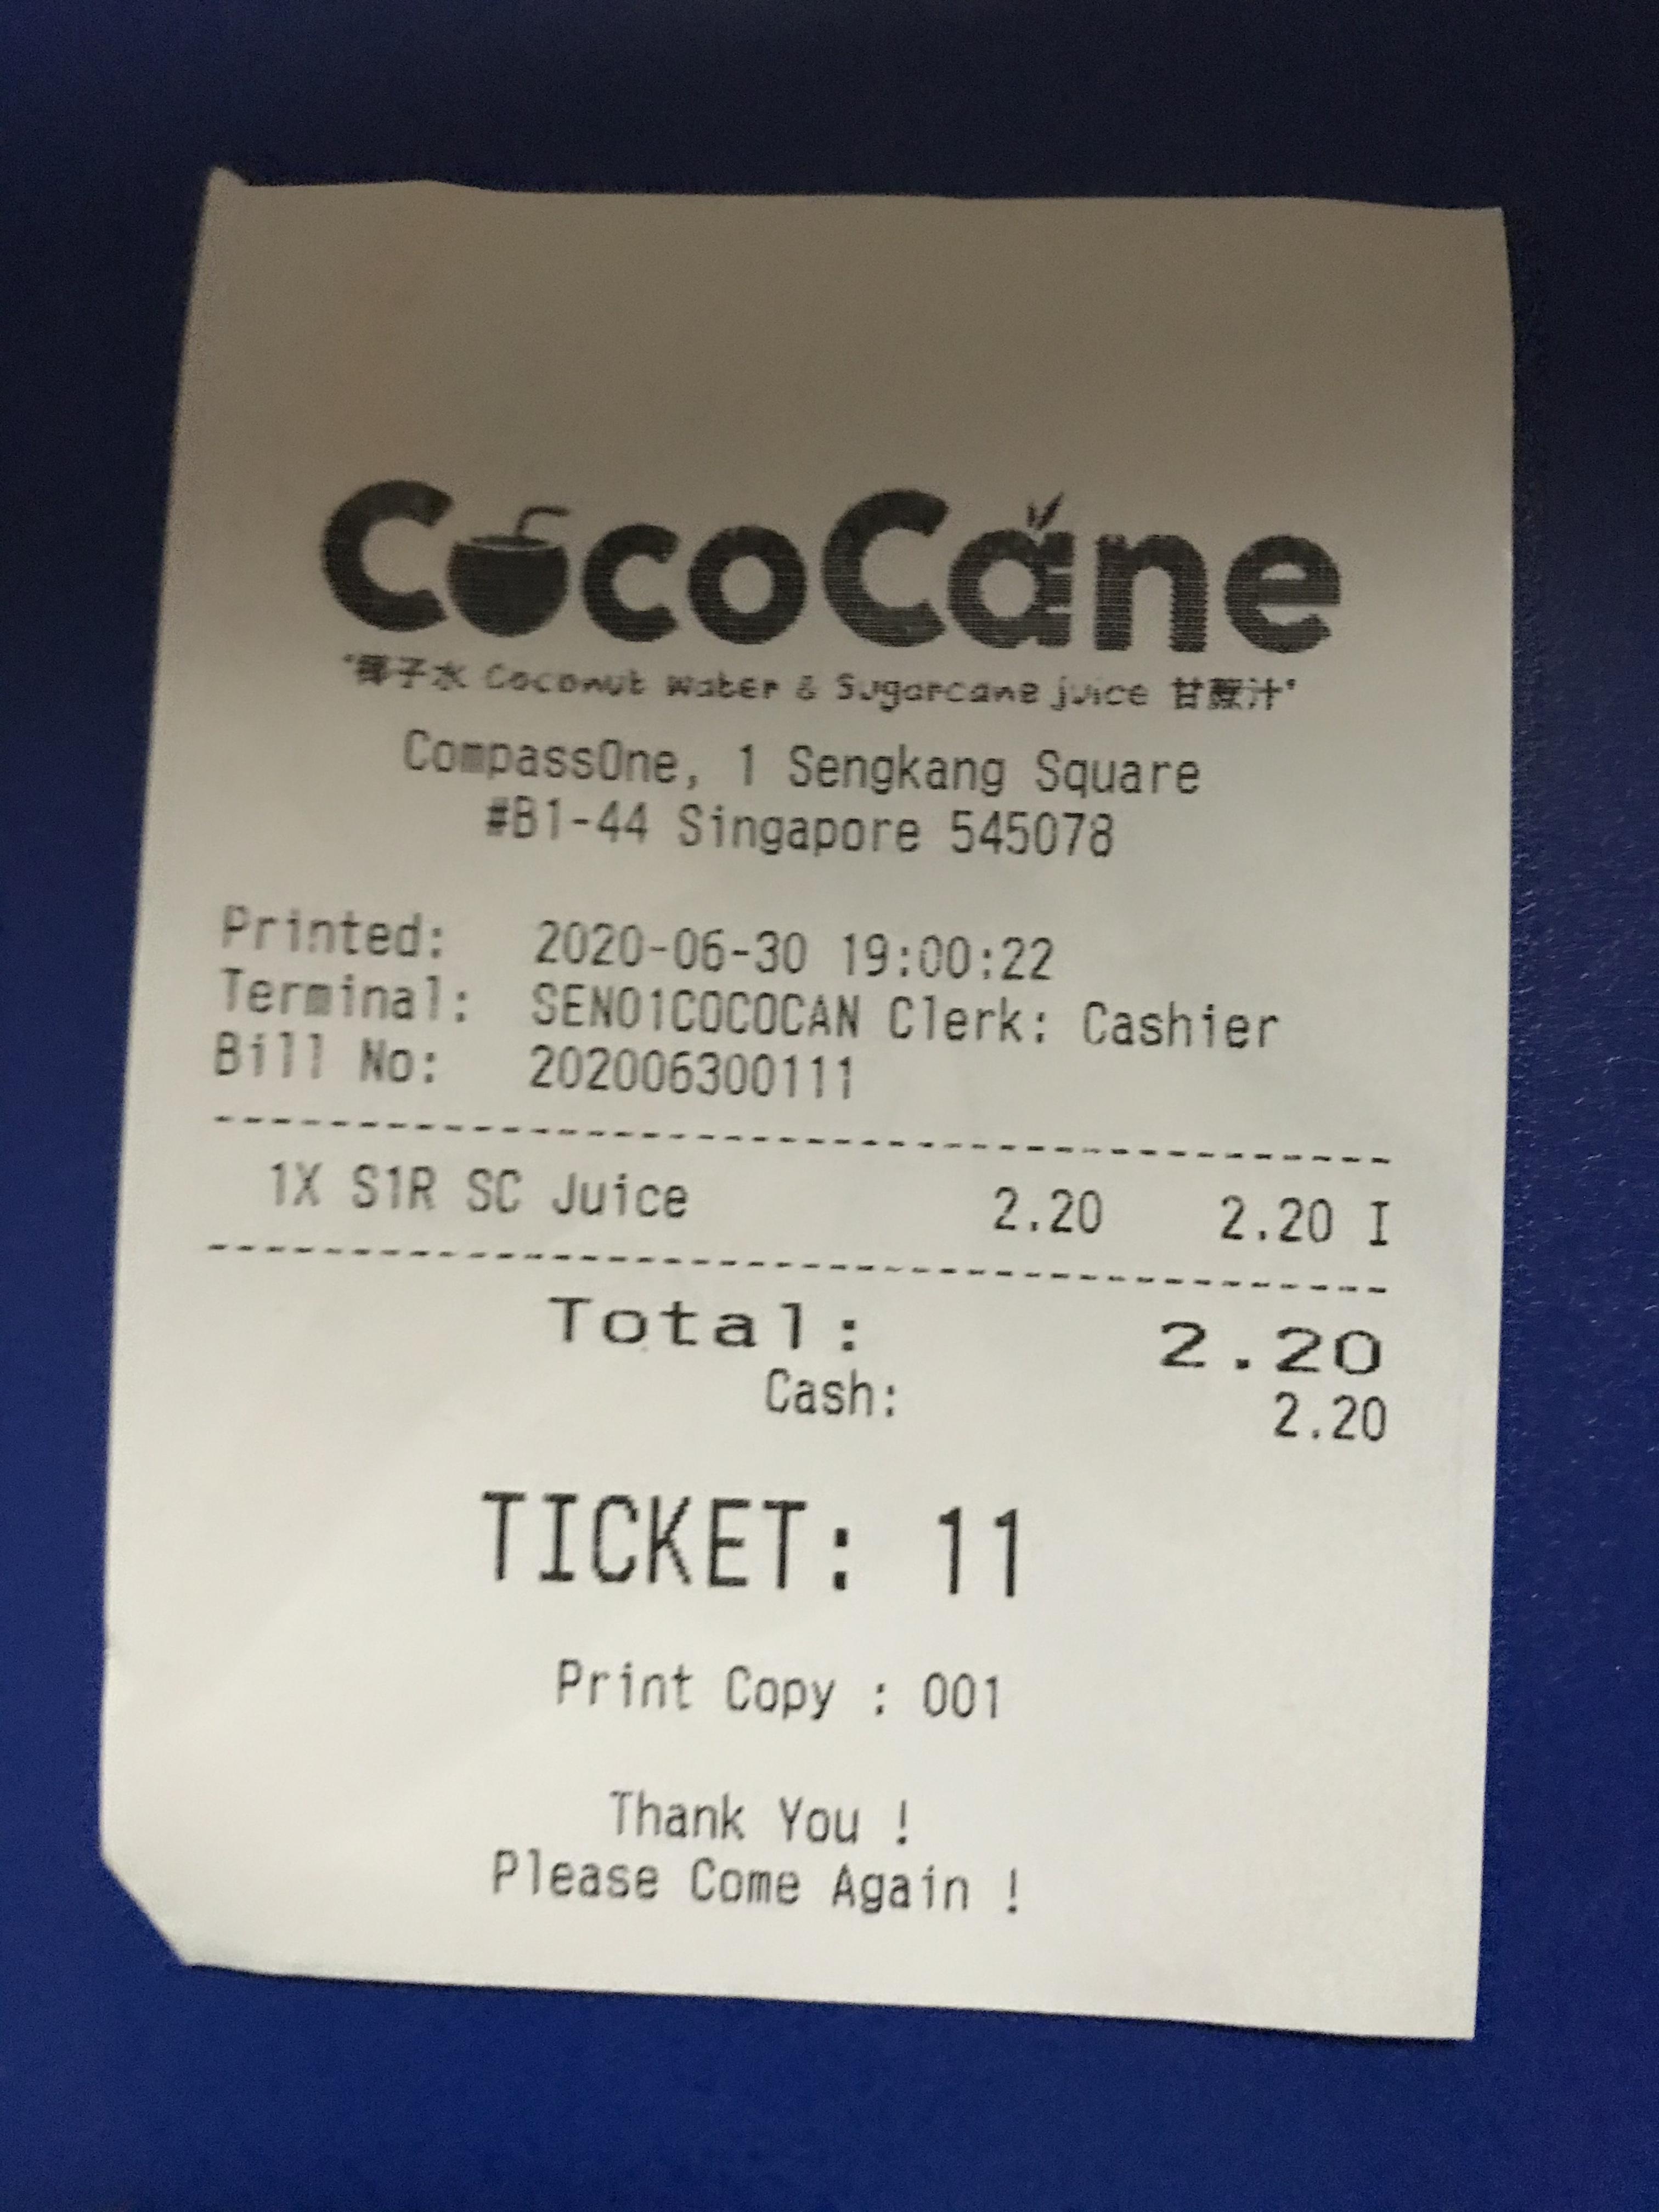 CocoCane
"椰子水 Coconut Water & Sugarcane juice 甘蔗汁"
CompassOne, 1 Sengkang Square
#B1-44 Singapore 545078
Printed: 2020-06-30 19:00:22
Terminal: SEN01COCOCAN Clerk: Cashier
Bill No: 202006300111
1X S1R SC Juice 2.20 2.20 I
Total: 2.20
Cash: 2.20
TICKET: 11
Print Copy : 001
Thank You !
Please Come Again !